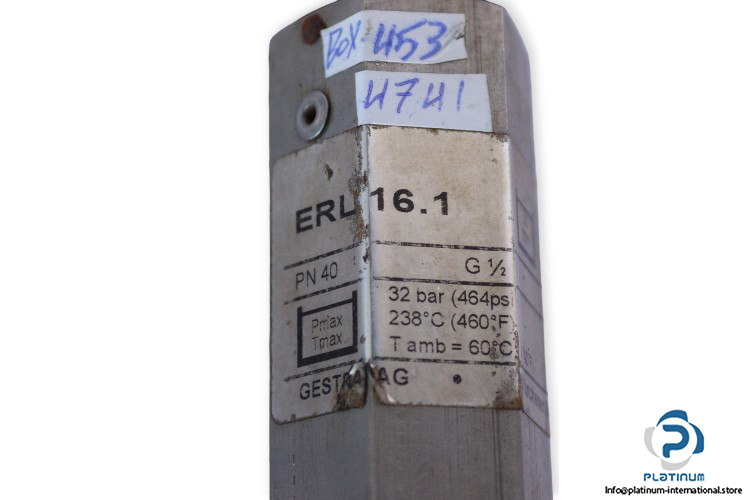 BOX 453
4741
ERL 16.1
PN 40 G ½
Pmax 32 bar (464psi
Tmax 238°C (460°F)
T amb = 60°C
GESTRA AG
PLATINUM
Info@platinum-international.store